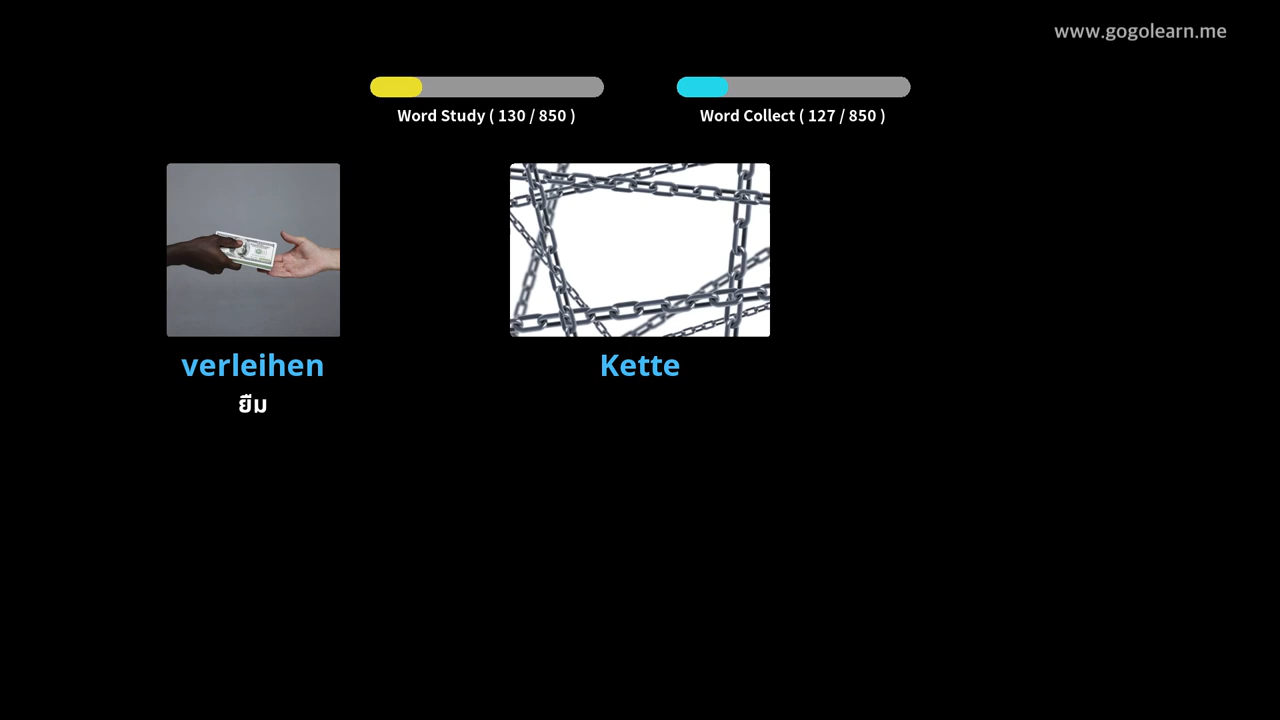 www.gogolearn.me
Word Study ( 130 / 850 )
Word Collect ( 127 / 850 )
verleihen
ยืม
Kette